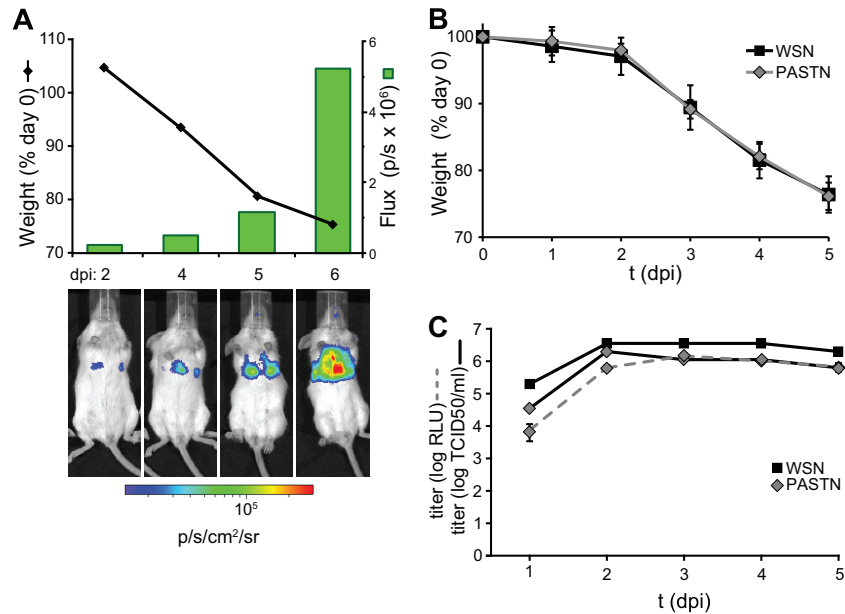 A
Weight (% day 0)
110
100
90
80
70
6
4
2
0
Flux (p/s x 10⁶)
dpi: 2 4 5 6
10⁵
p/s/cm²/sr
B
Weight (% day 0)
100
90
80
70
WSN
PASTN
0 1 2 3 4 5
t (dpi)
C
titer (log RLU)
titer (log TCID50/ml)
7
6
5
4
3
2
1
0
WSN
PASTN
1 2 3 4 5
t (dpi)